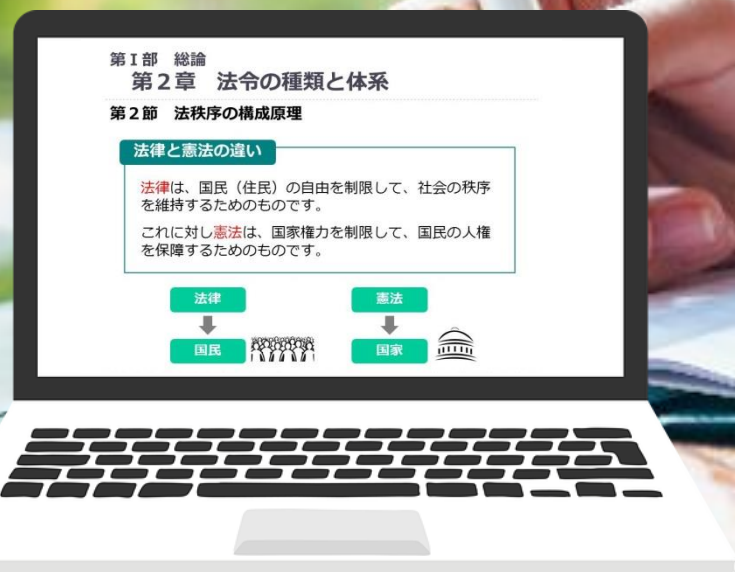 第Ⅰ部 総論
第2章 法令の種類と体系
第2節 法秩序の構成原理
法律と憲法の違い
法律は、国民（住民）の自由を制限して、社会の秩序
を維持するためのものです。
これに対し憲法は、国家権力を制限して、国民の人権
を保障するためのものです。
法律
憲法
国民
国家